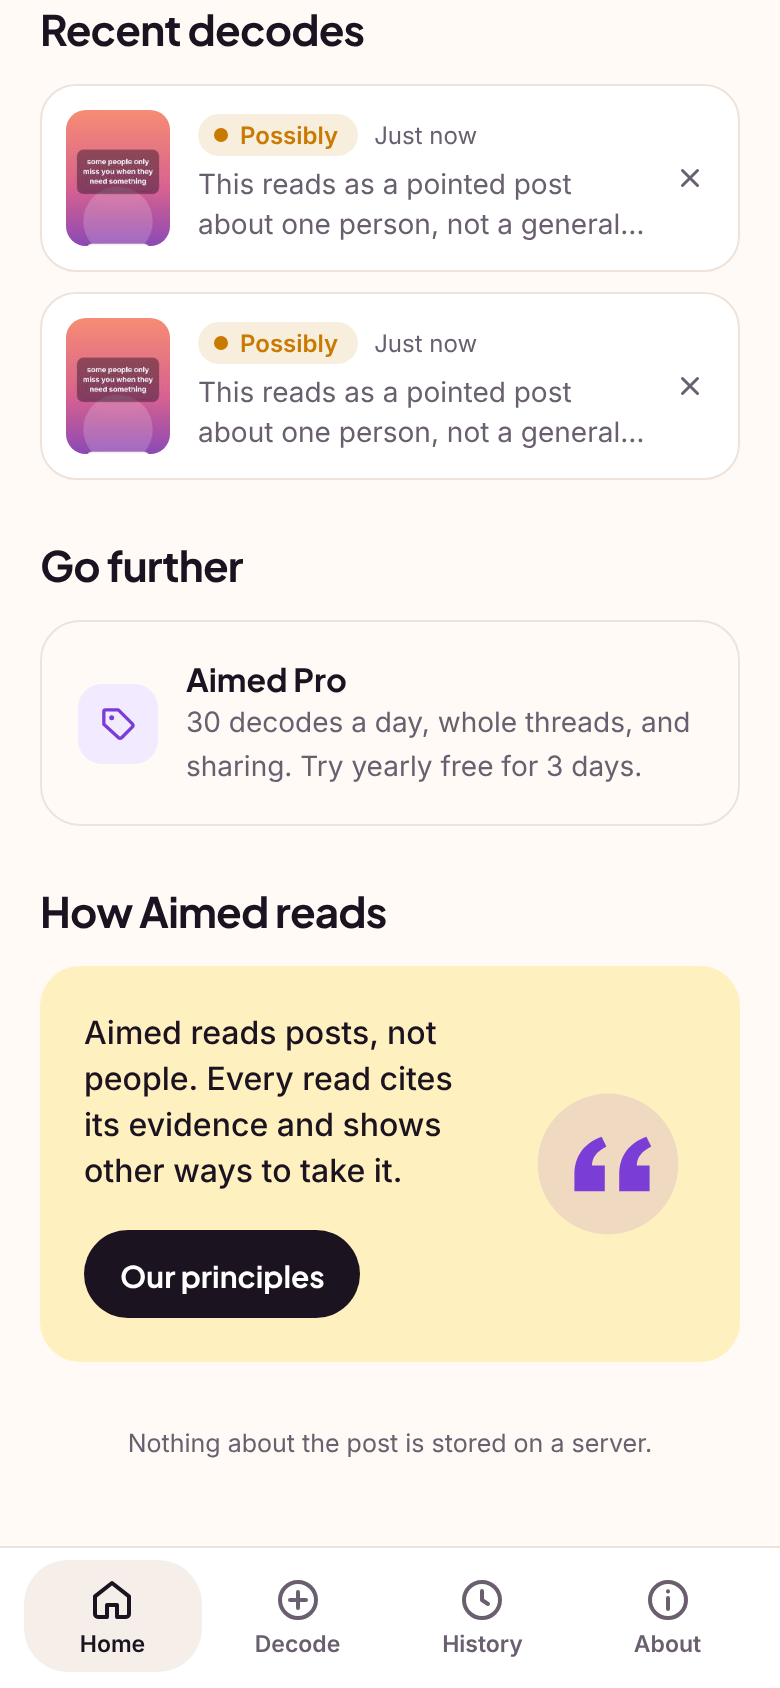 Recent decodes
some people only
miss you when they
need something
Possibly
Just now
This reads as a pointed post
about one person, not a general...
some people only
miss you when they
need something
Possibly
Just now
This reads as a pointed post
about one person, not a general...
Go further
Aimed Pro
30 decodes a day, whole threads, and
sharing. Try yearly free for 3 days.
How Aimed reads
Aimed reads posts, not
people. Every read cites
its evidence and shows
other ways to take it.
Our principles
Nothing about the post is stored on a server.
Home
Decode
History
About